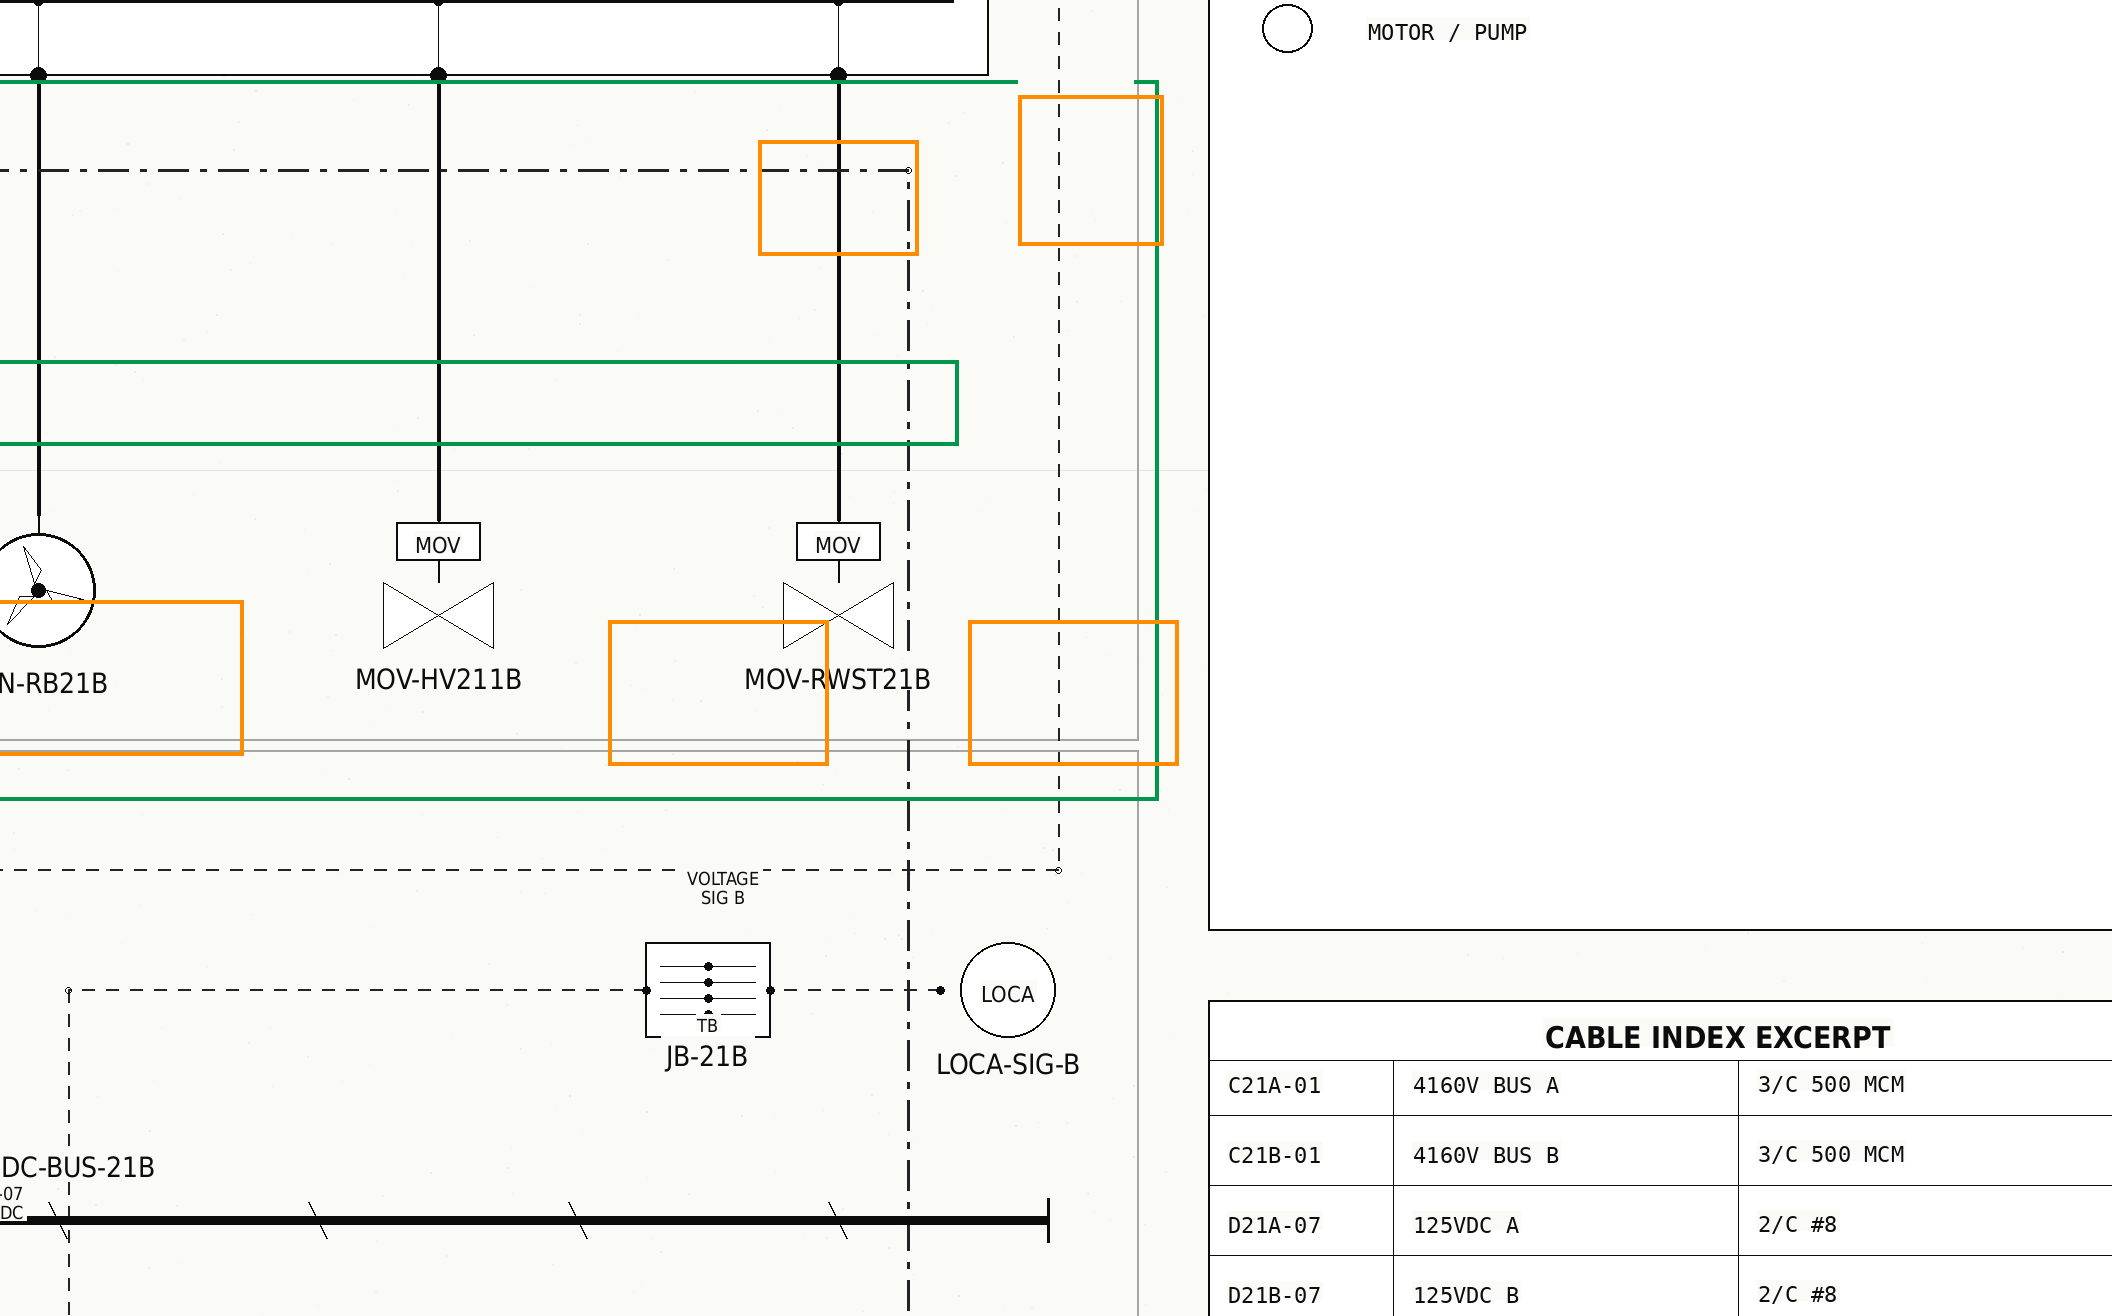 MOTOR / PUMP
MOV
MOV
N-RB21B
MOV-HV211B
MOV-RWST21B
VOLTAGE
SIG B
LOCA
TB
JB-21B
LOCA-SIG-B
DC-BUS-21B
-07
DC
CABLE INDEX EXCERPT
C21A-01 4160V BUS A 3/C 500 MCM
C21B-01 4160V BUS B 3/C 500 MCM
D21A-07 125VDC A 2/C #8
D21B-07 125VDC B 2/C #8